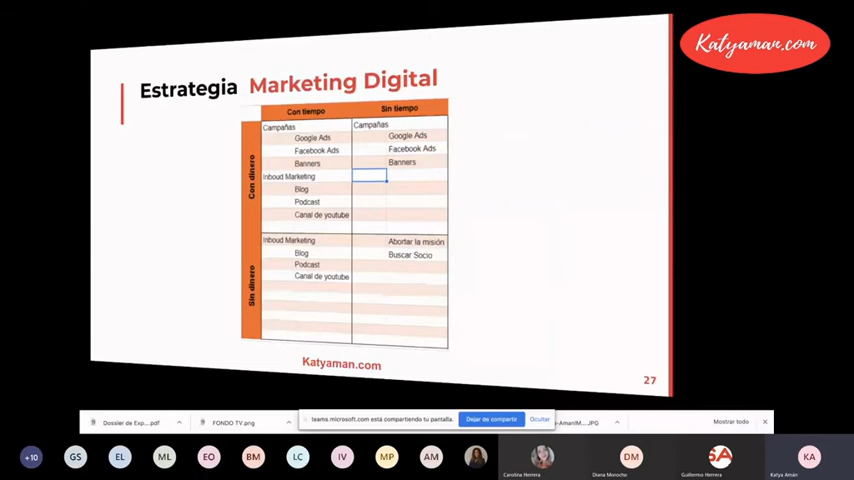 Katyaman.com
Estrategia Marketing Digital
Con tiempo Sin tiempo
Con dinero
Campañas Campañas
Google Ads Google Ads
Facebook Ads Facebook Ads
Banners Banners
Inboud Marketing
Blog
Podcast
Canal de youtube
Sin dinero
Inboud Marketing Abortar la misión
Blog Buscar Socio
Podcast
Canal de youtube
Katyaman.com
27
Dossier de Exp....pdf
FONDO TV.png
teams.microsoft.com está compartiendo tu pantalla.
Dejar de compartir
Ocultar
-AmanIM....JPG
Mostrar todo
+10 GS EL ML EO BM LC IV MP AM DM SA KA
Carolina Herrera Diana Morocho Guillermo Herrera Katya Amán